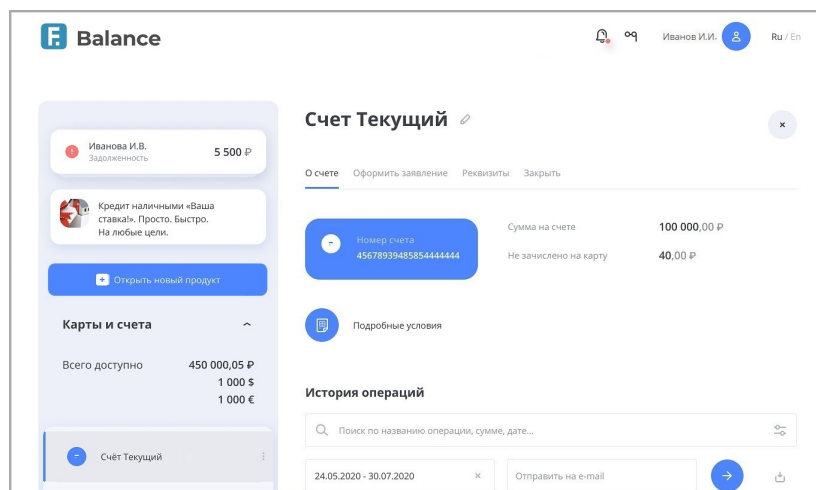 F. Balance
Иванов И.И.
Ru / En
Иванова И.В.
Задолженность
5 500 ₽
Кредит наличными «Ваша
ставка!». Просто. Быстро.
На любые цели.
Открыть новый продукт
Карты и счета
Всего доступно
450 000,05 ₽
1 000 $
1 000 €
Счёт Текущий
Счет Текущий
О счете Оформить заявление Реквизиты Закрыть
Номер счета
45678939485854444444
Сумма на счете 100 000,00 ₽
Не зачислено на карту 40,00 ₽
Подробные условия
История операций
Поиск по названию операции, сумме, дате...
24.05.2020 - 30.07.2020
Отправить на e-mail